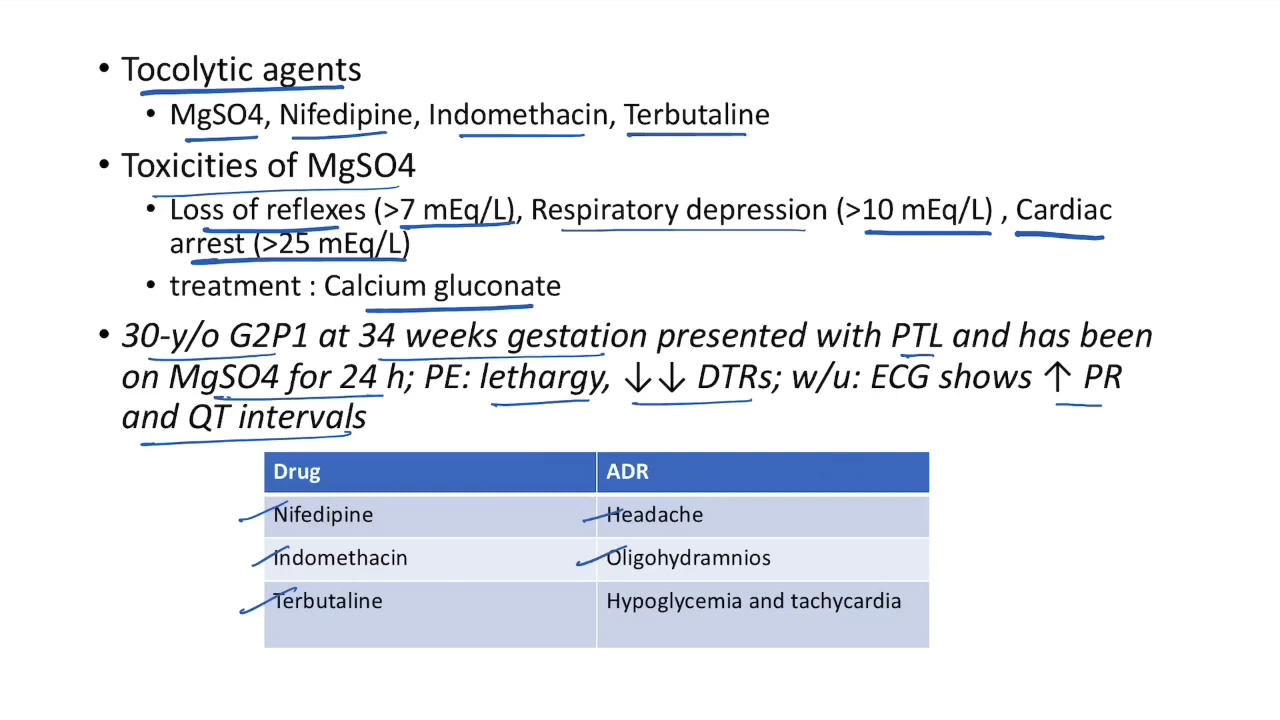 • Tocolytic agents
• MgSO4, Nifedipine, Indomethacin, Terbutaline
• Toxicities of MgSO4
• Loss of reflexes (>7 mEq/L), Respiratory depression (>10 mEq/L) , Cardiac
arrest (>25 mEq/L)
• treatment : Calcium gluconate
• 30-y/o G2P1 at 34 weeks gestation presented with PTL and has been
on MgSO4 for 24 h; PE: lethargy, ↓↓ DTRs; w/u: ECG shows ↑ PR
and QT intervals
Drug ADR
Nifedipine Headache
Indomethacin Oligohydramnios
Terbutaline Hypoglycemia and tachycardia